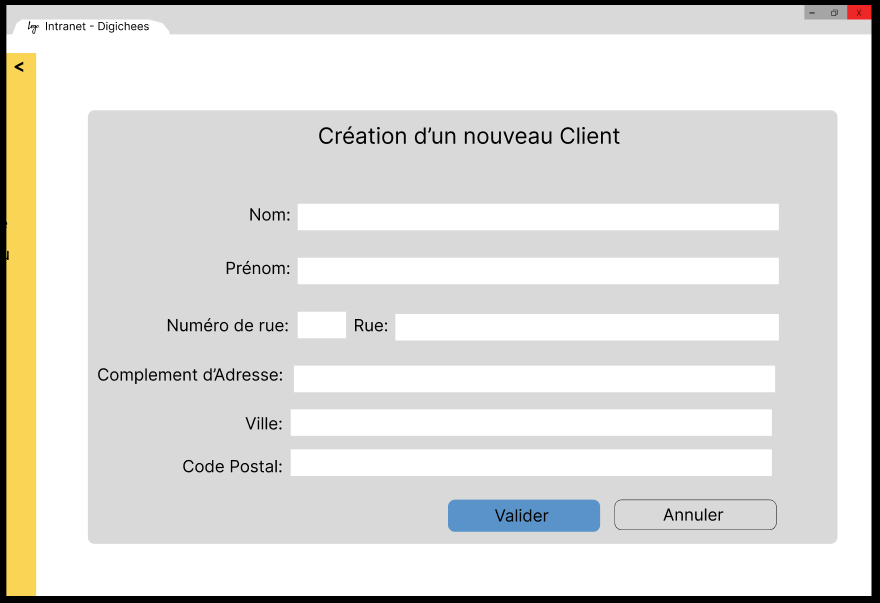 logo Intranet - Digichees
X
<
Création d’un nouveau Client
Nom:
Prénom:
Numéro de rue: Rue:
Complement d’Adresse:
Ville:
Code Postal:
Valider Annuler